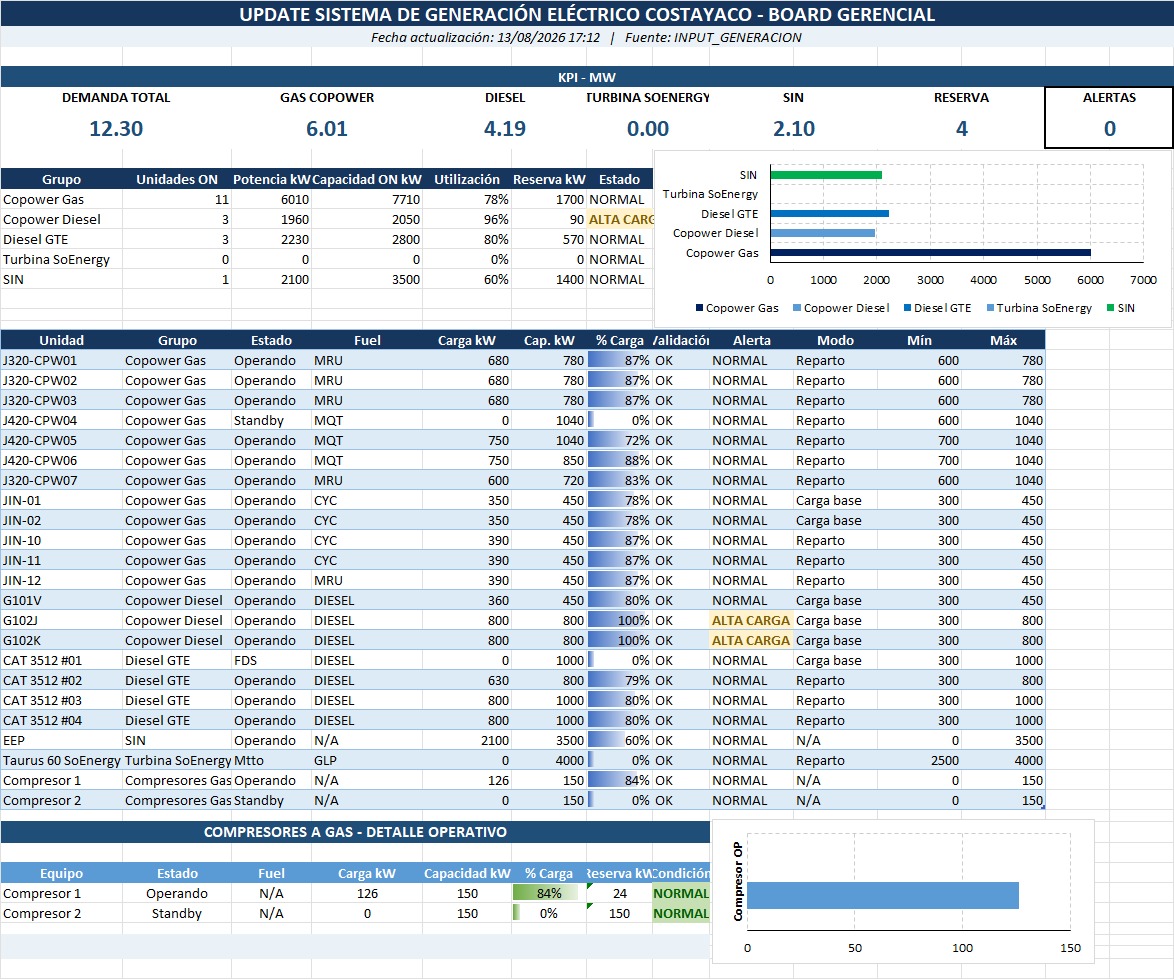 UPDATE SISTEMA DE GENERACIÓN ELÉCTRICO COSTAYACO - BOARD GERENCIAL
Fecha actualización: 13/08/2026 17:12 | Fuente: INPUT_GENERACION
KPI - MW
DEMANDA TOTAL GAS COPOWER DIESEL TURBINA SOENERGY SIN RESERVA ALERTAS
12.30 6.01 4.19 0.00 2.10 4 0
Grupo Unidades ON Potencia kW Capacidad ON kW Utilización Reserva kW Estado
Copower Gas 11 6010 7710 78% 1700 NORMAL
Copower Diesel 3 1960 2050 96% 90 ALTA CARG
Diesel GTE 3 2230 2800 80% 570 NORMAL
Turbina SoEnergy 0 0 0 0% 0 NORMAL
SIN 1 2100 3500 60% 1400 NORMAL
SIN
Turbina SoEnergy
Diesel GTE
Copower Diesel
Copower Gas
0 1000 2000 3000 4000 5000 6000 7000
Copower Gas Copower Diesel Diesel GTE Turbina SoEnergy SIN
Unidad Grupo Estado Fuel Carga kW Cap. kW % Carga Validación Alerta Modo Mín Máx
J320-CPW01 Copower Gas Operando MRU 680 780 87% OK NORMAL Reparto 600 780
J320-CPW02 Copower Gas Operando MRU 680 780 87% OK NORMAL Reparto 600 780
J320-CPW03 Copower Gas Operando MRU 680 780 87% OK NORMAL Reparto 600 780
J420-CPW04 Copower Gas Standby MQT 0 1040 0% OK NORMAL Reparto 600 1040
J420-CPW05 Copower Gas Operando MQT 750 1040 72% OK NORMAL Reparto 700 1040
J420-CPW06 Copower Gas Operando MQT 750 850 88% OK NORMAL Reparto 700 1040
J320-CPW07 Copower Gas Operando MRU 600 720 83% OK NORMAL Reparto 600 1040
JIN-01 Copower Gas Operando CYC 350 450 78% OK NORMAL Carga base 300 450
JIN-02 Copower Gas Operando CYC 350 450 78% OK NORMAL Carga base 300 450
JIN-10 Copower Gas Operando CYC 390 450 87% OK NORMAL Reparto 300 450
JIN-11 Copower Gas Operando CYC 390 450 87% OK NORMAL Reparto 300 450
JIN-12 Copower Gas Operando MRU 390 450 87% OK NORMAL Reparto 300 450
G101V Copower Diesel Operando DIESEL 360 450 80% OK NORMAL Carga base 300 450
G102J Copower Diesel Operando DIESEL 800 800 100% OK ALTA CARGA Carga base 300 800
G102K Copower Diesel Operando DIESEL 800 800 100% OK ALTA CARGA Carga base 300 800
CAT 3512 #01 Diesel GTE FDS DIESEL 0 1000 0% OK NORMAL Carga base 300 1000
CAT 3512 #02 Diesel GTE Operando DIESEL 630 800 79% OK NORMAL Reparto 300 800
CAT 3512 #03 Diesel GTE Operando DIESEL 800 1000 80% OK NORMAL Reparto 300 1000
CAT 3512 #04 Diesel GTE Operando DIESEL 800 1000 80% OK NORMAL Reparto 300 1000
EEP SIN Operando N/A 2100 3500 60% OK NORMAL N/A 0 3500
Taurus 60 SoEnergy Turbina SoEnergy Mtto GLP 0 4000 0% OK NORMAL Reparto 2500 4000
Compresor 1 Compresores Gas Operando N/A 126 150 84% OK NORMAL N/A 0 150
Compresor 2 Compresores Gas Standby N/A 0 150 0% OK NORMAL N/A 0 150
COMPRESORES A GAS - DETALLE OPERATIVO
Equipo Estado Fuel Carga kW Capacidad kW % Carga Reserva kW Condición
Compresor 1 Operando N/A 126 150 84% 24 NORMAL
Compresor 2 Standby N/A 0 150 0% 150 NORMAL
Compresor OP
0 50 100 150